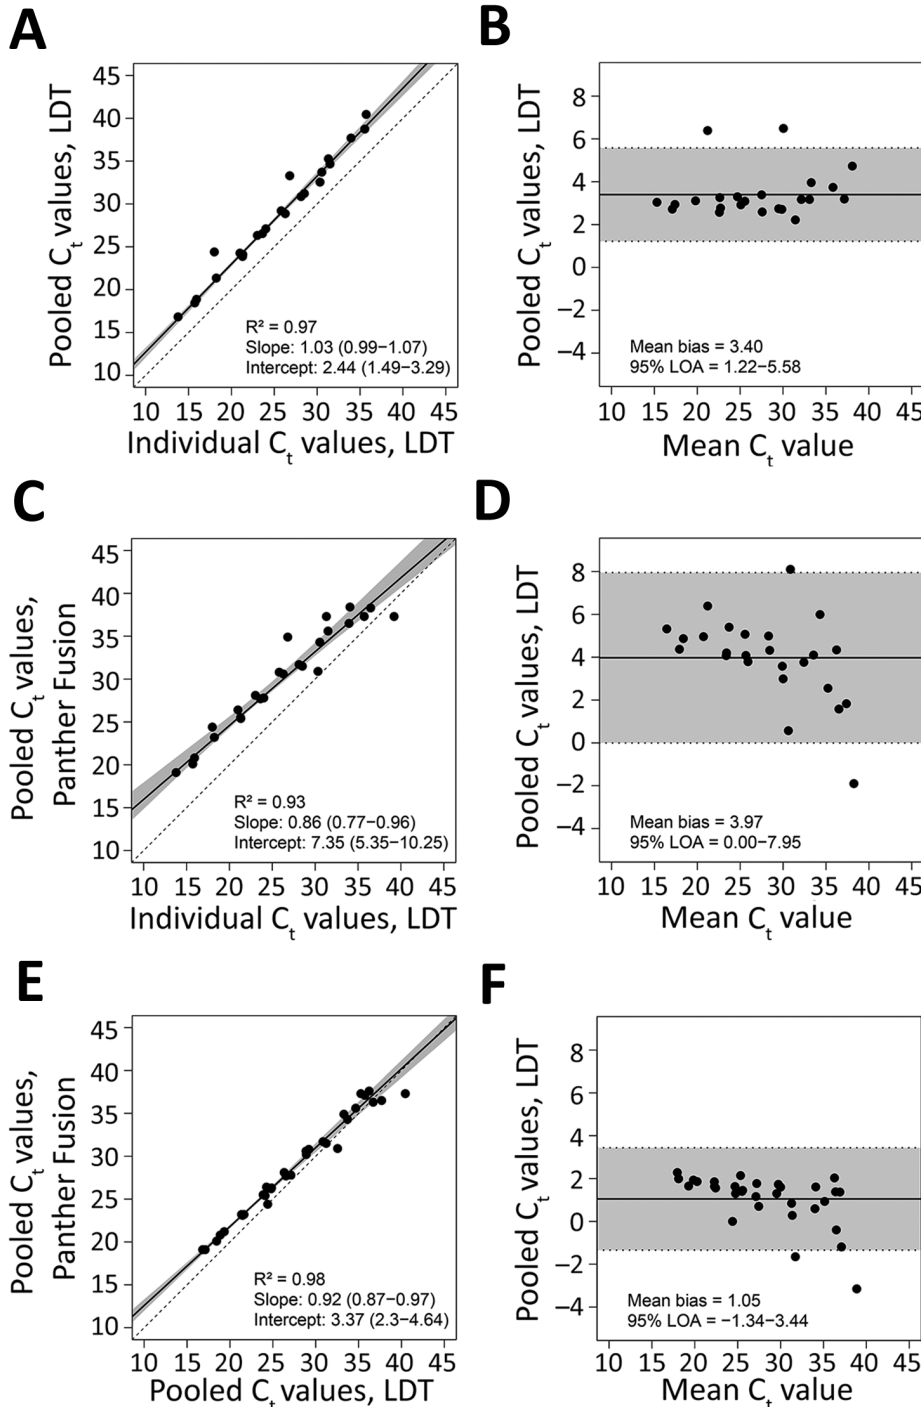 A
Pooled Ct values, LDT
45
40
35
30
25
20
15
10
R² = 0.97
Slope: 1.03 (0.99−1.07)
Intercept: 2.44 (1.49−3.29)
10 15 20 25 30 35 40 45
Individual Ct values, LDT
B
Pooled Ct values, LDT
8
6
4
2
0
−2
−4
Mean bias = 3.40
95% LOA = 1.22−5.58
10 15 20 25 30 35 40 45
Mean Ct value
C
Pooled Ct values,
Panther Fusion
45
40
35
30
25
20
15
10
R² = 0.93
Slope: 0.86 (0.77−0.96)
Intercept: 7.35 (5.35−10.25)
10 15 20 25 30 35 40 45
Individual Ct values, LDT
D
Pooled Ct values, LDT
8
6
4
2
0
−2
−4
Mean bias = 3.97
95% LOA = 0.00−7.95
10 15 20 25 30 35 40 45
Mean Ct value
E
Pooled Ct values,
Panther Fusion
45
40
35
30
25
20
15
10
R² = 0.98
Slope: 0.92 (0.87−0.97)
Intercept: 3.37 (2.3−4.64)
10 15 20 25 30 35 40 45
Pooled Ct values, LDT
F
Pooled Ct values, LDT
8
6
4
2
0
−2
−4
Mean bias = 1.05
95% LOA = −1.34−3.44
10 15 20 25 30 35 40 45
Mean Ct value